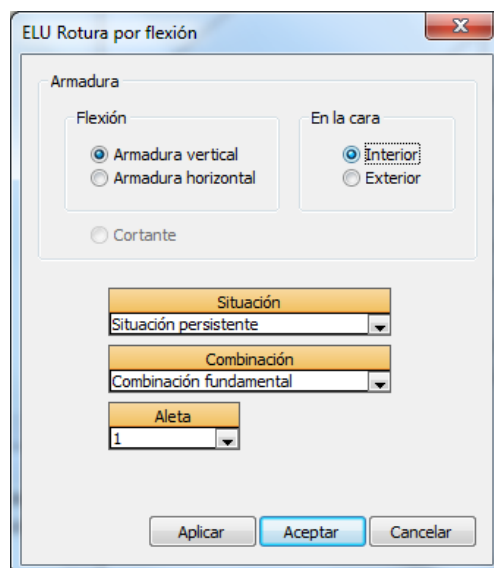 ELU Rotura por flexión
Armadura
Flexión
En la cara
Armadura vertical
Interior
Armadura horizontal
Exterior
Cortante
Situación
Situación persistente
Combinación
Combinación fundamental
Aleta
1
Aplicar
Aceptar
Cancelar